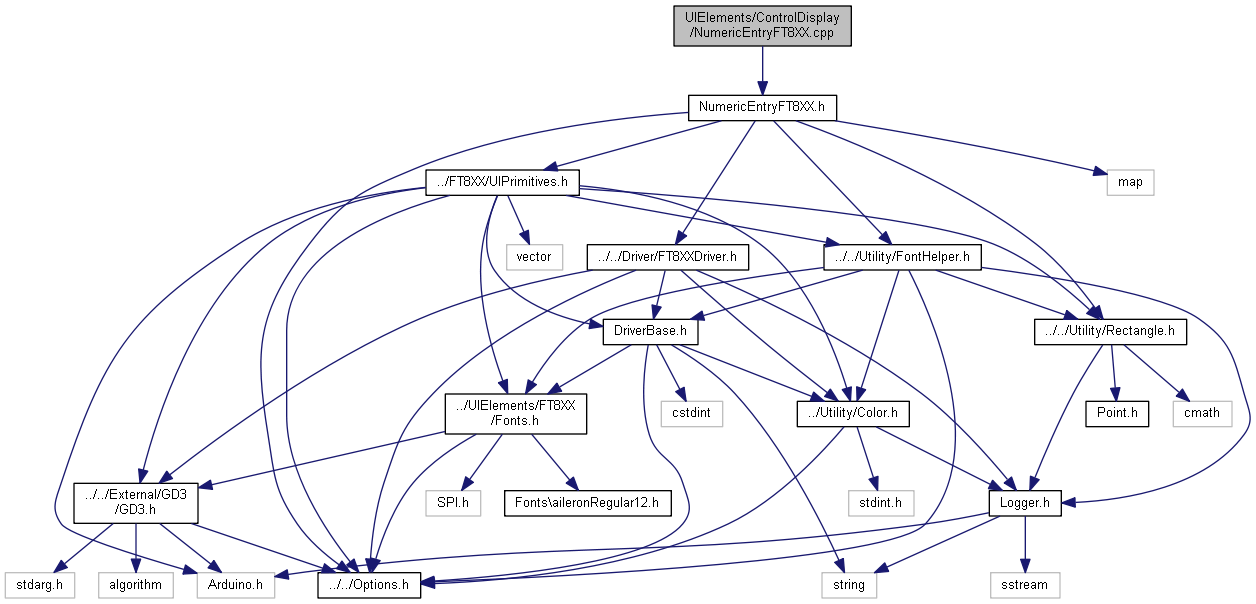 UIElements/ControlDisplay
/NumericEntryFT8XX.cpp
NumericEntryFT8XX.h
../FT8XX/UIPrimitives.h
map
vector
../../Driver/FT8XXDriver.h
../../Utility/FontHelper.h
DriverBase.h
../../Utility/Rectangle.h
../UIElements/FT8XX
/Fonts.h
cstdint
../Utility/Color.h
Point.h
cmath
../../External/GD3
/GD3.h
SPI.h
Fonts\aileronRegular12.h
stdint.h
Logger.h
stdarg.h
algorithm
Arduino.h
../../Options.h
string
sstream